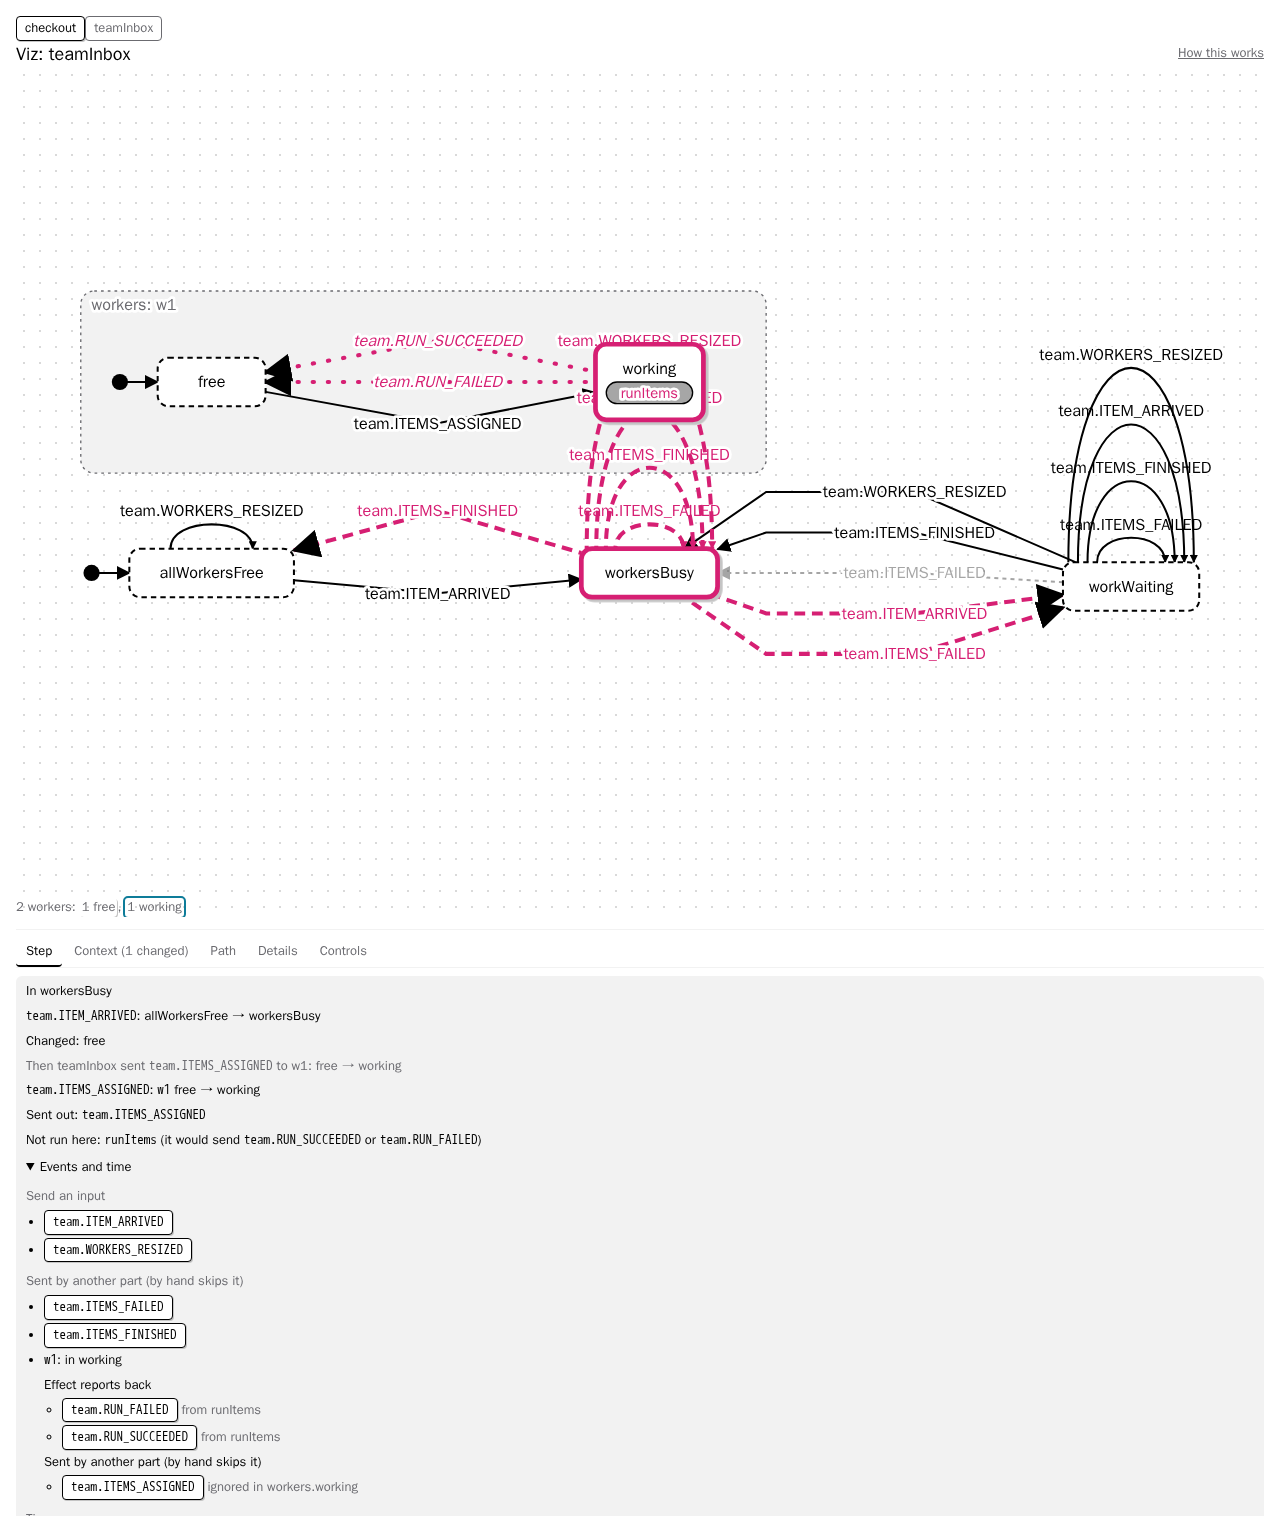 checkout teamInbox
Viz: teamInbox
How this works
workers: w1
team.RUN_SUCCEEDED
team.WORKERS_RESIZED
team.WORKERS_RESIZED
working
free
team.RUN_FAILED
runItems
team.ITEM_ARRIVED
team.ITEMS_ASSIGNED
team.ITEMS_FINISHED
team.ITEMS_FINISHED
team.WORKERS_RESIZED
team.ITEMS_FINISHED
team.ITEMS_FAILED
team.WORKERS_RESIZED
team.ITEMS_FAILED
team.ITEMS_FINISHED
allWorkersFree
workersBusy
team.ITEMS_FAILED
workWaiting
team.ITEM_ARRIVED
team.ITEM_ARRIVED
team.ITEMS_FAILED
2 workers: 1 free, 1 working
Step Context (1 changed) Path Details Controls
In workersBusy
team.ITEM_ARRIVED: allWorkersFree → workersBusy
Changed: free
Then teamInbox sent team.ITEMS_ASSIGNED to w1: free → working
team.ITEMS_ASSIGNED: w1 free → working
Sent out: team.ITEMS_ASSIGNED
Not run here: runItems (it would send team.RUN_SUCCEEDED or team.RUN_FAILED)
▼ Events and time
Send an input
• team.ITEM_ARRIVED
• team.WORKERS_RESIZED
Sent by another part (by hand skips it)
• team.ITEMS_FAILED
• team.ITEMS_FINISHED
• w1: in working
Effect reports back
◦ team.RUN_FAILED from runItems
◦ team.RUN_SUCCEEDED from runItems
Sent by another part (by hand skips it)
◦ team.ITEMS_ASSIGNED ignored in workers.working